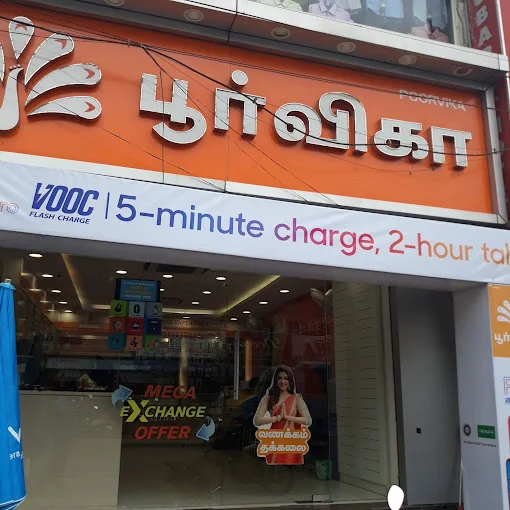 பூர்விகா
POORVIKA
VOOC
FLASH CHARGE
5-minute charge, 2-hour tal
MEGA
EXCHANGE
OFFER
வணக்கம்
தக்கலை
பூர்